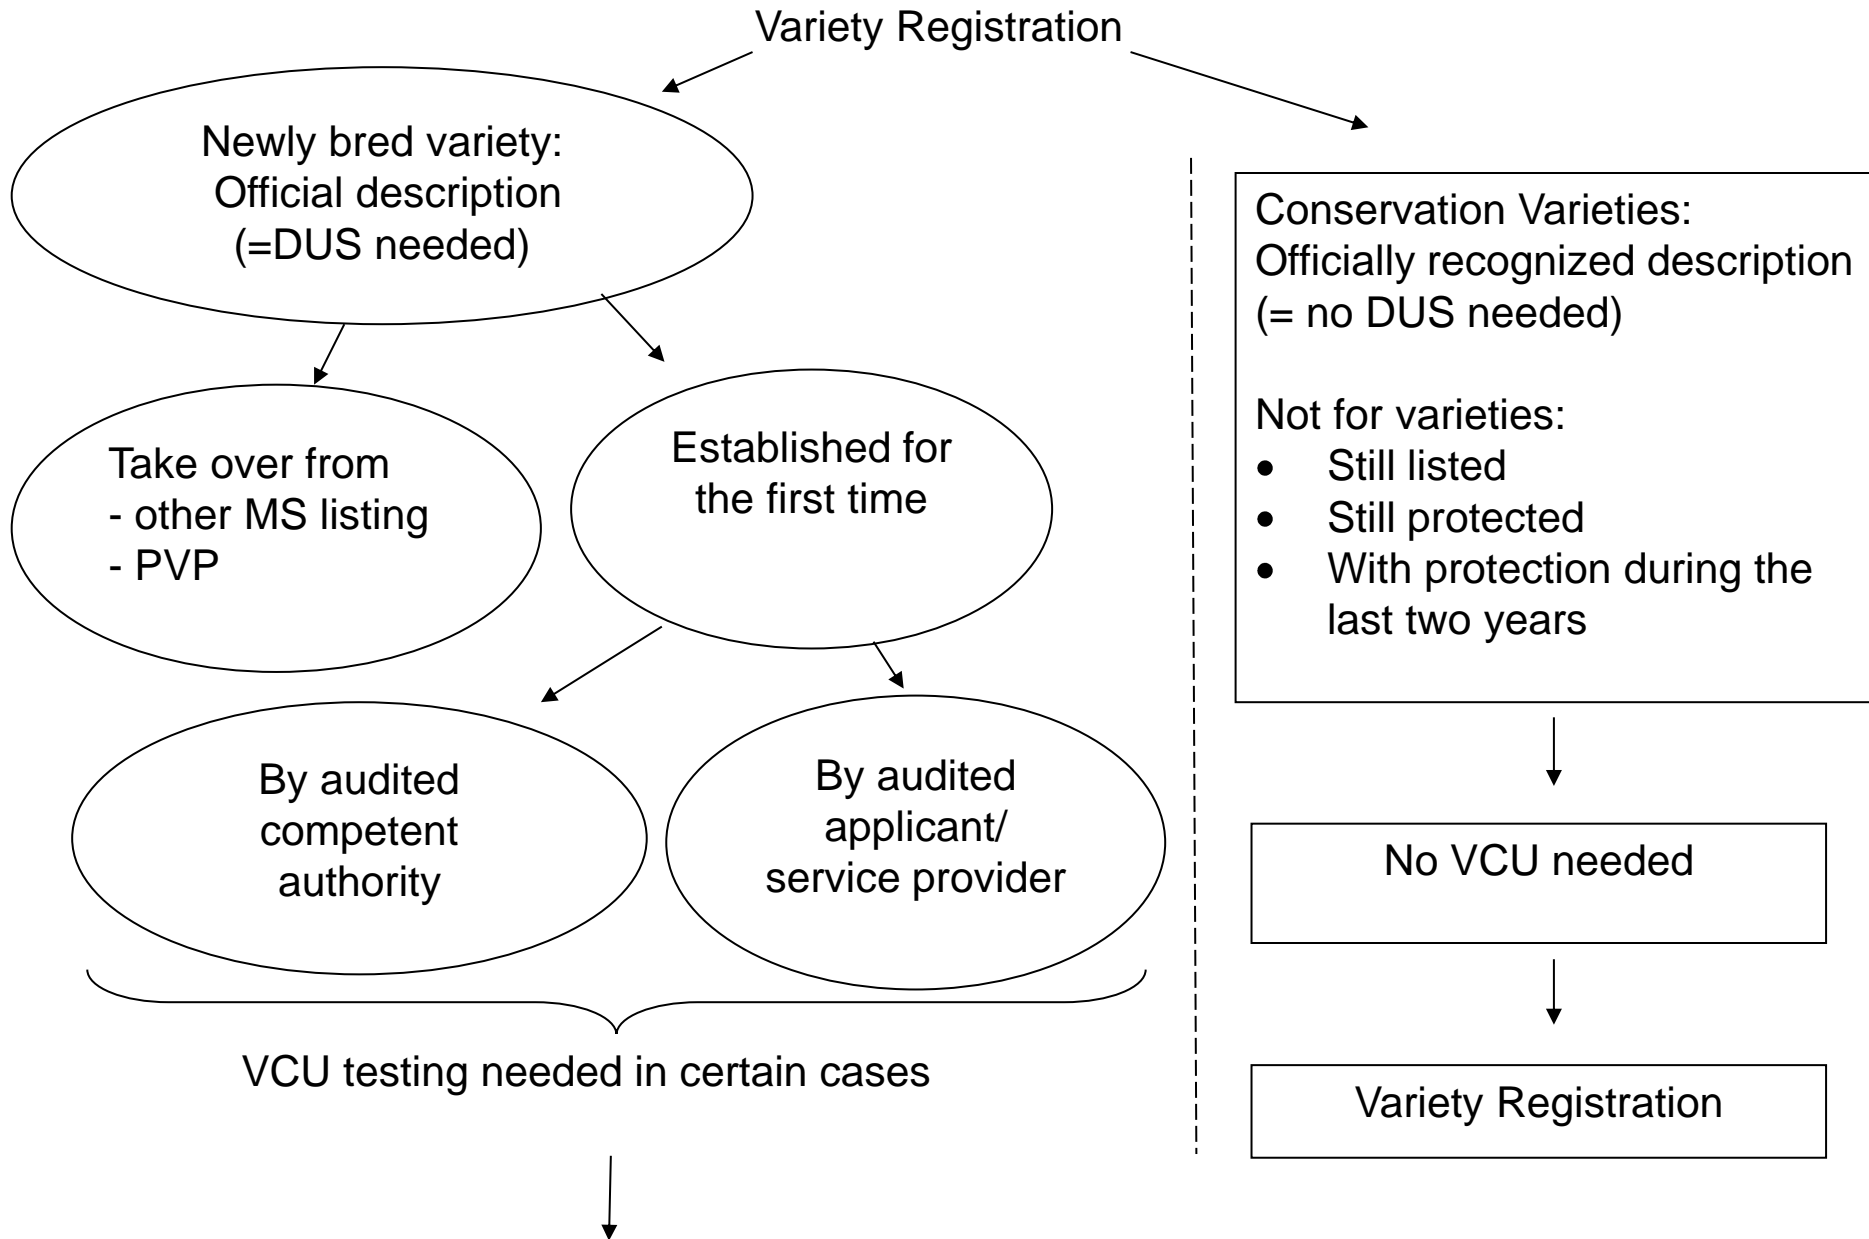 Variety Registration
Newly bred variety:
Official description
(=DUS needed)
Take over from
- other MS listing
- PVP
Established for
the first time
By audited
competent
authority
By audited
applicant/
service provider
VCU testing needed in certain cases
Conservation Varieties:
Officially recognized description
(= no DUS needed)
Not for varieties:
• Still listed
• Still protected
• With protection during the
last two years
No VCU needed
Variety Registration